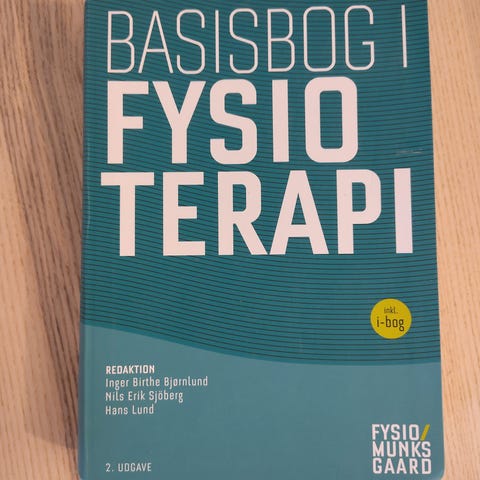 BASISBOG I
FYSIO
TERAPI
inkl.
i-bog
REDAKTION
Inger Birthe Bjørnlund
Nils Erik Sjöberg
Hans Lund
2. UDGAVE
FYSIO/
MUNKS
GAARD